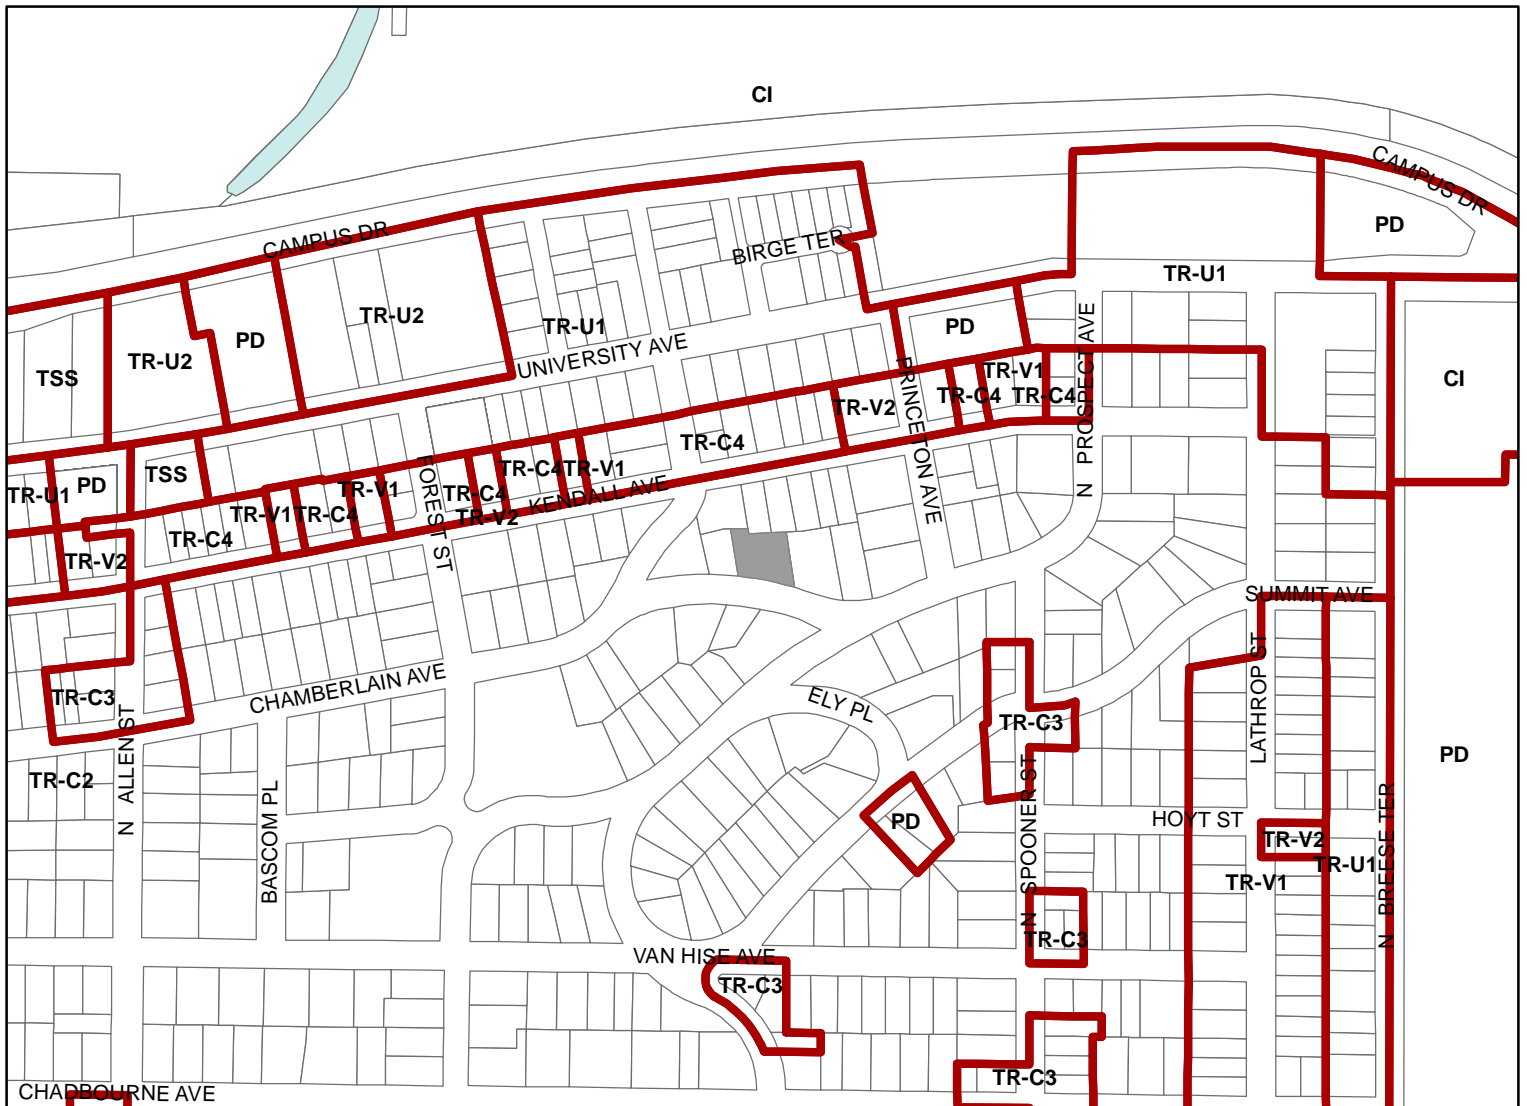 CI
CAMPUS DR
CAMPUS DR
PD
BIRGE TER
TR-U1
TR-U2
TR-U1
PD
PD
TR-U2
UNIVERSITY AVE
N PROSPECT AVE
TSS
TR-V1
CI
TR-C4
TR-C4
PRINCETON AVE
TR-V2
TR-C4
TSS
TR-C4
TR-V1
PD
TR-U1
TR-V1
TR-C4
KENDALL AVE
FOREST ST
TR-V1
TR-C4
TR-V2
TR-C4
TR-V2
SUMMIT AVE
LATHROP ST
CHAMBERLAIN AVE
TR-C3
ELY PL
TR-C3
N ALLEN ST
TR-C2
PD
BASCOM PL
PD
HOYT ST
N SPOONER ST
TR-V2
TR-U1
TR-V1
N BREESE TER
TR-C3
VAN HISE AVE
TR-C3
TR-C3
CHADBOURNE AVE